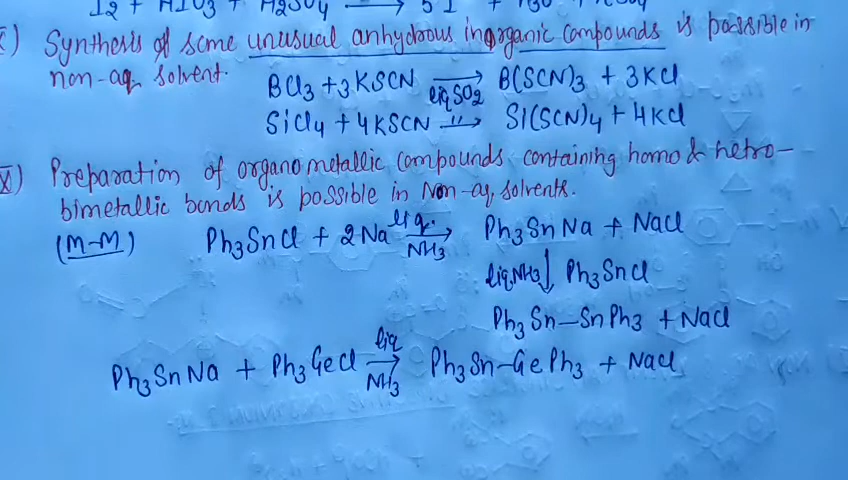 I2 + HIO3 + H2SO4 ⟶ 5 I
) Synthesis of some unusual anhydrous inorganic compounds is possible in
non-aq. solvent.
BCl3 + 3KSCN ⟶ liq SO2 B(SCN)3 + 3KCl
SiCl4 + 4KSCN —"→ Si(SCN)4 + 4KCl
X) Preparation of organometallic compounds containing homo & hetro-
bimetallic bonds is possible in Non-aq. solvents.
(M-M) Ph3SnCl + 2Na liq. ⟶ NH3 Ph3SnNa + NaCl
liq NH3 ↓ Ph3SnCl
Ph3Sn—SnPh3 + NaCl
Ph3SnNa + Ph3GeCl liq ⟶ NH3 Ph3Sn-GePh3 + NaCl